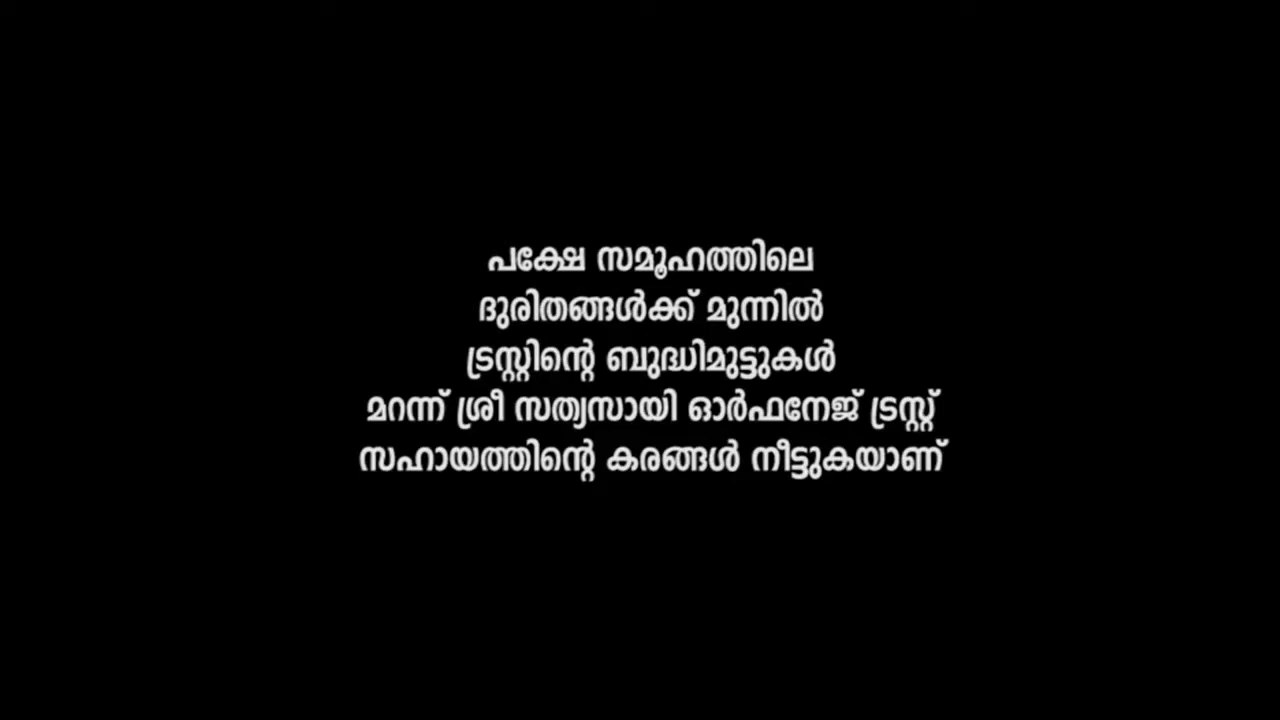 പക്ഷേ സമൂഹത്തിലെ
ദുരിതങ്ങൾക്ക് മുന്നിൽ
ട്രസ്റ്റിന്റെ ബുദ്ധിമുട്ടുകൾ
മറന്ന് ശ്രീ സത്യസായി ഓർഫനേജ് ട്രസ്റ്റ്
സഹായത്തിന്റെ കരങ്ങൾ നീട്ടുകയാണ്